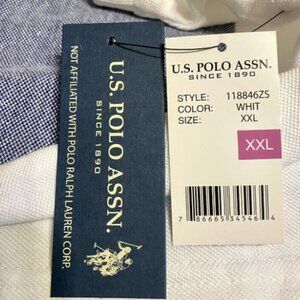 U.S. POLO ASSN.
SINCE 1890
NOT AFFILIATED WITH POLO RALPH LAUREN CORP.
U.S. POLO ASSN.
SINCE 1890
STYLE: 118846ZS
COLOR: WHIT
SIZE: XXL
XXL
7 86665 34546 4